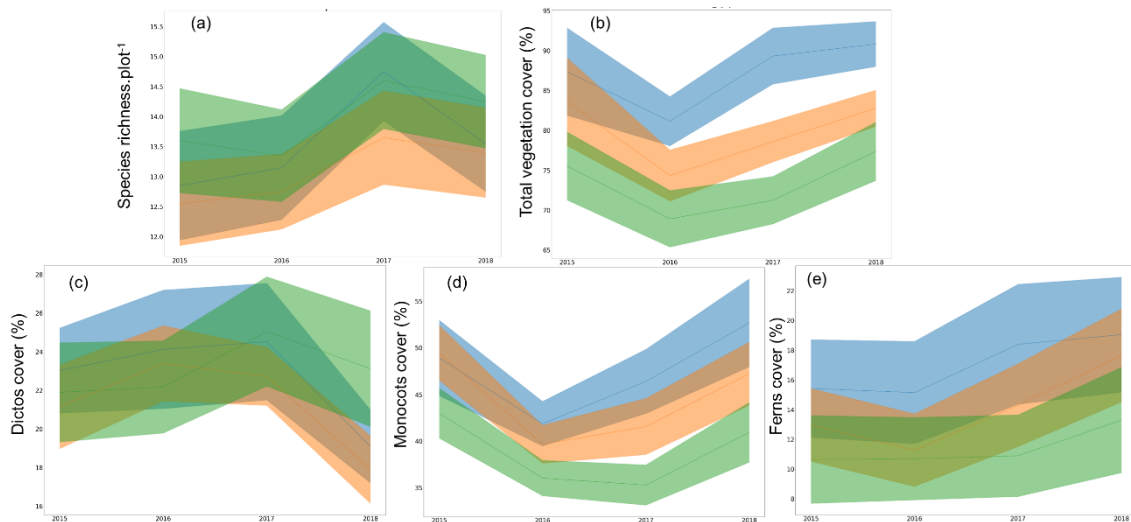 (a)
Species richness.plot⁻¹
15.5
15.0
14.5
14.0
13.5
13.0
12.5
12.0
2015 2016 2017 2018
(b)
Total vegetation cover (%)
95
90
85
80
75
70
65
2015 2016 2017 2018
(c)
Dictos cover (%)
28
26
24
22
20
18
16
2015 2016 2017 2018
(d)
Monocots cover (%)
55
50
45
40
35
2015 2016 2017 2018
(e)
Ferns cover (%)
22
20
18
16
14
12
10
8
2015 2016 2017 2018